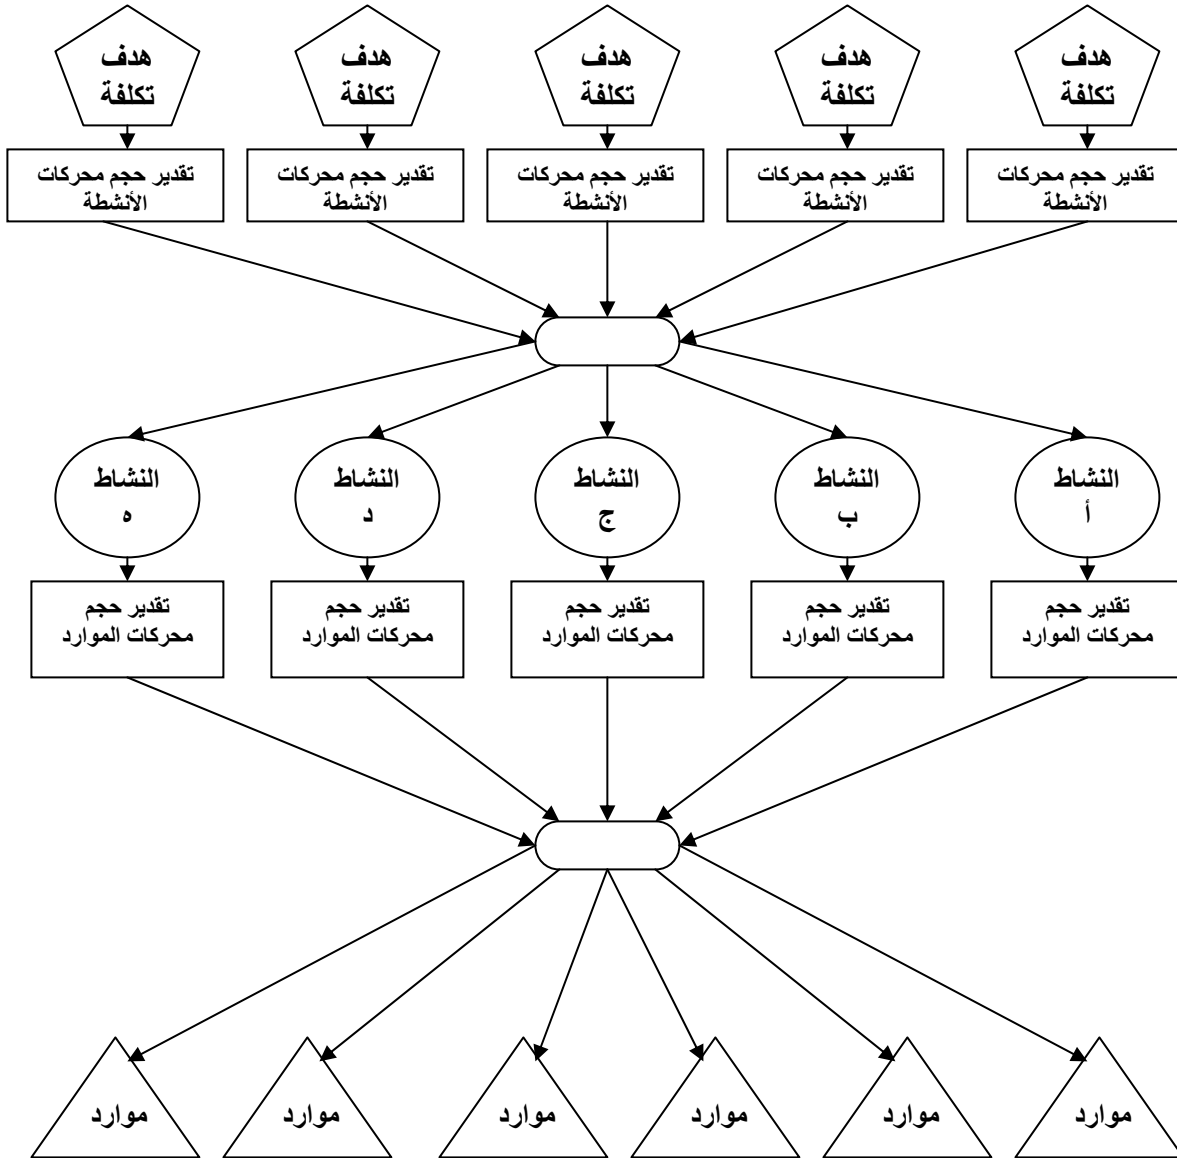 هدف
تكلفة
هدف
تكلفة
هدف
تكلفة
هدف
تكلفة
هدف
تكلفة
تقدير حجم محركات
الأنشطة
تقدير حجم محركات
الأنشطة
تقدير حجم محركات
الأنشطة
تقدير حجم محركات
الأنشطة
تقدير حجم محركات
الأنشطة
النشاط
أ
النشاط
ب
النشاط
ج
النشاط
د
النشاط
ه
تقدير حجم
محركات الموارد
تقدير حجم
محركات الموارد
تقدير حجم
محركات الموارد
تقدير حجم
محركات الموارد
تقدير حجم
محركات الموارد
موارد
موارد
موارد
موارد
موارد
موارد